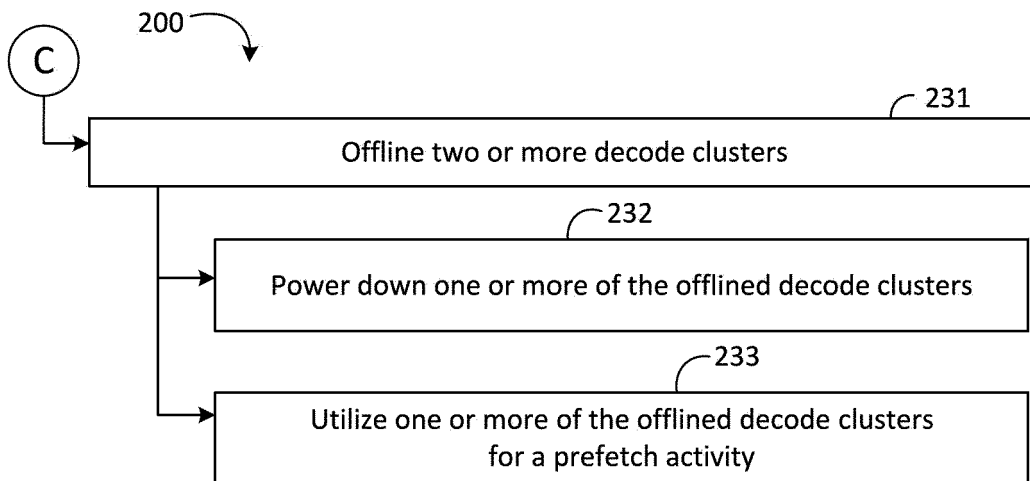 200
C
231
Offline two or more decode clusters
232
Power down one or more of the offlined decode clusters
233
Utilize one or more of the offlined decode clusters
for a prefetch activity